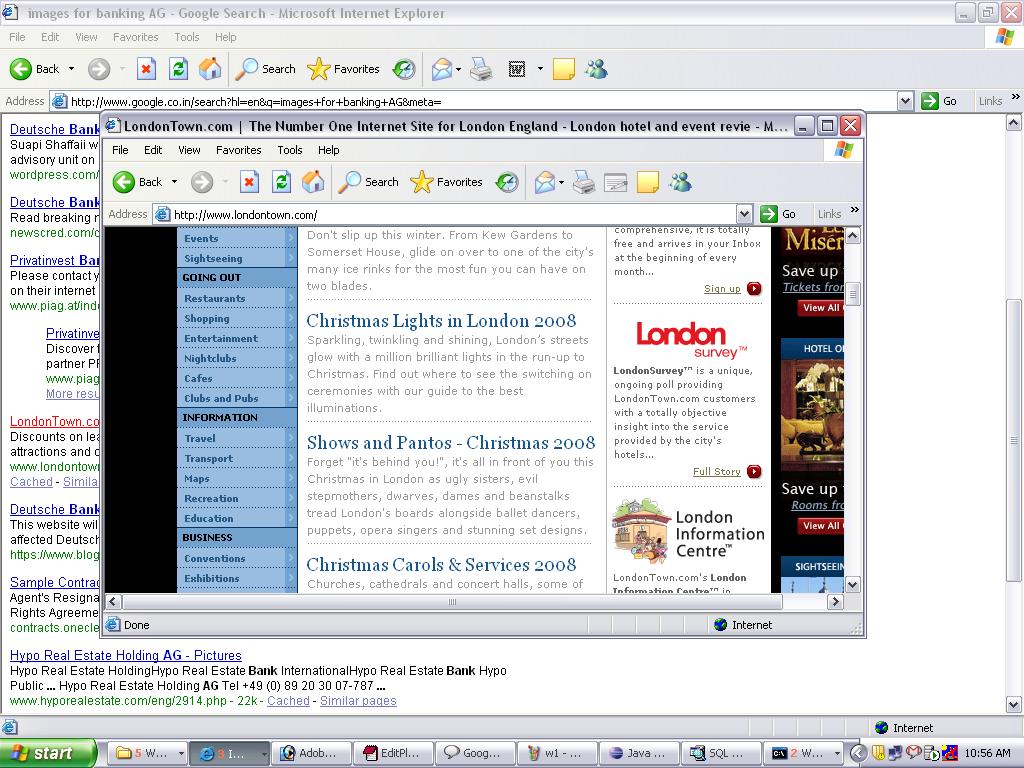 images for banking AG - Google Search - Microsoft Internet Explorer
File Edit View Favorites Tools Help
Back Search Favorites
Address http://www.google.co.in/search?hl=en&q=images+for+banking+AG&meta= Go Links »
Deutsche Bank
Suapi Shaffaii w
advisory unit on
wordpress.com/
Deutsche Bank
Read breaking n
newscred.com/c
Privatinvest Ban
Please contact y
on their internet
www.piag.at/ind
Privatinve
Discover f
partner PF
www.piag
More resu
LondonTown.co
Discounts on lea
attractions and c
www.londontown
Cached - Simila
Deutsche Bank
This website will
affected Deutsch
https://www.blog
Sample Contrac
Agent's Resigna
Rights Agreeme
contracts.onecle
Hypo Real Estate Holding AG - Pictures
Hypo Real Estate HoldingHypo Real Estate Bank InternationalHypo Real Estate Bank Hypo
Public ... Hypo Real Estate Holding AG Tel +49 (0) 89 20 30 07-787 ...
www.hyporealestate.com/eng/2914.php - 22k - Cached - Similar pages
LondonTown.com | The Number One Internet Site for London England - London hotel and event revie - M...
File Edit View Favorites Tools Help
Back Search Favorites
Address http://www.londontown.com/ Go Links »
Events
Sightseeing
GOING OUT
Restaurants
Shopping
Entertainment
Nightclubs
Cafes
Clubs and Pubs
INFORMATION
Travel
Transport
Maps
Recreation
Education
BUSINESS
Conventions
Exhibitions
Don't slip up this winter. From Kew Gardens to
Somerset House, glide on over to one of the city's
many ice rinks for the most fun you can have on
two blades.
Christmas Lights in London 2008
Sparkling, twinkling and shining, London's streets
glow with a million brilliant lights in the run-up to
Christmas. Find out where to see the switching on
ceremonies with our guide to the best
illuminations.
Shows and Pantos - Christmas 2008
Forget "it's behind you!", it's all in front of you this
Christmas in London as ugly sisters, evil
stepmothers, dwarves, dames and beanstalks
tread London's boards alongside ballet dancers,
puppets, opera singers and stunning set designs.
Christmas Carols & Services 2008
Churches, cathedrals and concert halls, some of
comprehensive, it is totally
free and arrives in your Inbox
at the beginning of every
month...
Sign up
London
survey™
LondonSurvey™ is a unique,
ongoing poll providing
LondonTown.com customers
with a totally objective
insight into the service
provided by the city's
hotels...
Full Story
London
Information
Centre™
LondonTown.com's London
Information Centre™ in
Les
Misér
Save up
Tickets from
View All
HOTEL O
Save up
Rooms fro
View All
SIGHTSEEIN
Done Internet
Internet
start 5 W... 3 I... Adob... EditPl... Goog... w1 - ... Java ... SQL ... 2 W... 10:56 AM